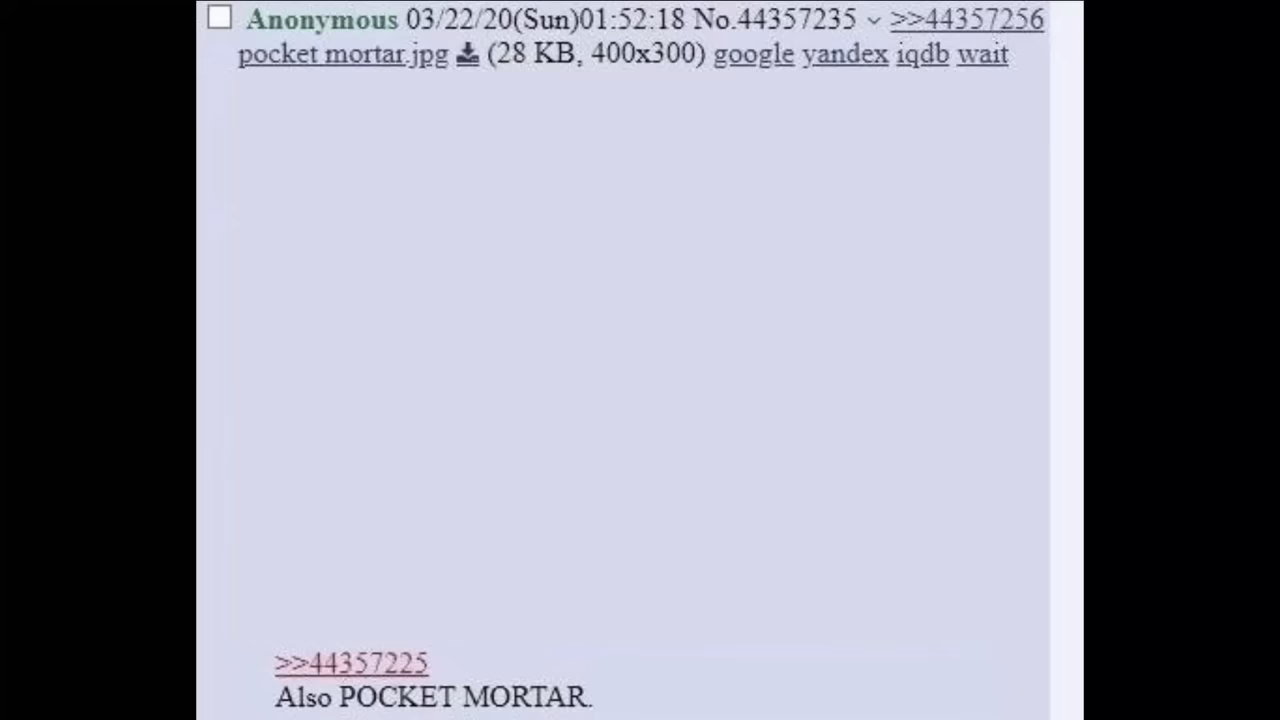 Anonymous 03/22/20(Sun)01:52:18 No.44357235 >>44357256
pocket mortar.jpg (28 KB, 400x300) google yandex iqdb wait
>>44357225
Also POCKET MORTAR.